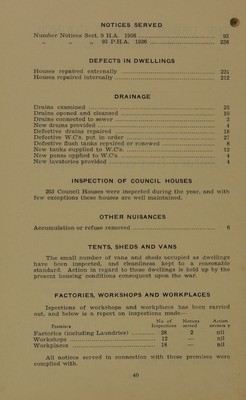 NOTICES SERVED
Number Notices Sect. 9 H.A. 1936 ... 93
„ „ „ 93 P.H.A. 1936 ... 226
DEFECTS IN DWELLINGS
Houses repaired externally ... 224
Houses repaired internally ... 212
DRAINAGE
Drains examined ... 25
Drains opened and cleansed ... 19
Drains connected to sewer ... 2
New drains provided ... 4
Defective drains repaired ... 18
Defective W.C's. put in order ... 27
Defective flush tanks repaired or renewed ... 8
New tanks supplied to W.C's. ... 12
New pans supplied to W.C's ... 4
New lavatories provided ... 4
INSPECTION OF COUNCIL HOUSES
203 Council Houses were inspected during the year, and with
few exceptions these houses are well maintained.
OTHER NUISANCES
Accumulation or refuse removed ... 6
TENTS, SHEDS AND VANS
The small number of vans and sheds occupied as dwellings
have been inspected, and cleanliness kept to a reasonable
standard. Action in regard to these dwellings is held up by the
present housing conditions consequent upon the war.
FACTORIES, WORKSHOPS AND WORKPLACES
Inpections of workshops and workplaces has been carried
out, and below is a report on inspections made—
Premises No. of Inspections Notices served Action
Factories (including Laundries) ... 28 2 nil
Workshops ... 12 — nil
Workplaces ... 18 — nil
All notices served in connection with these premises were
complied with.
40